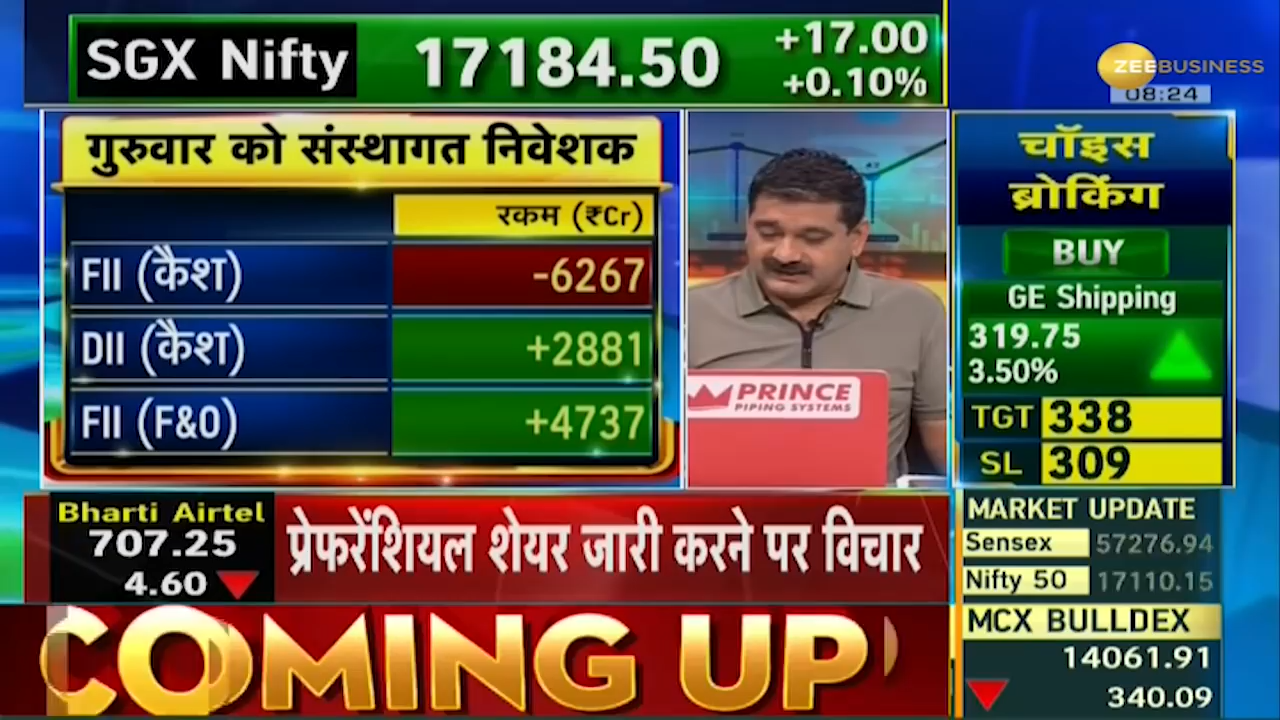 SGX Nifty
17184.50
+17.00
+0.10%
ZEEBUSINESS
08:24
गुरुवार को संस्थागत निवेशक
रकम (₹Cr)
FII (कैश)
-6267
DII (कैश)
+2881
FII (F&O)
+4737
PRINCE
PIPING SYSTEMS
चॉइस
ब्रोकिंग
BUY
GE Shipping
319.75
3.50%
TGT 338
SL 309
Bharti Airtel
707.25
4.60
प्रेफरेंशियल शेयर जारी करने पर विचार
MARKET UPDATE
Sensex 57276.94
Nifty 50 17110.15
MCX BULLDEX
14061.91
340.09
COMING UP